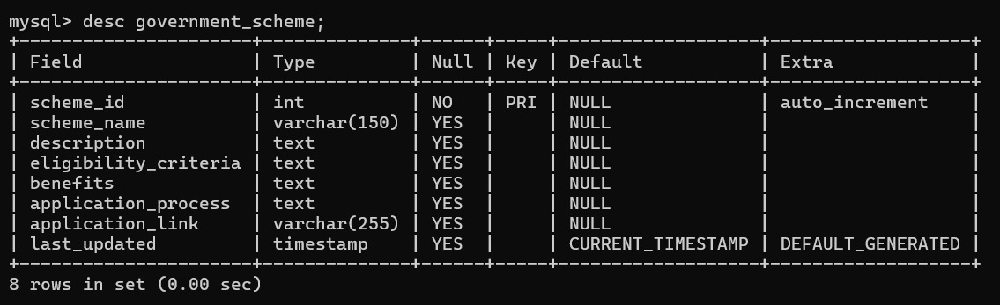 mysql> desc government_scheme;
+----------------------+--------------+------+-----+-------------------+-------------------+
| Field                | Type         | Null | Key | Default           | Extra             |
+----------------------+--------------+------+-----+-------------------+-------------------+
| scheme_id            | int          | NO   | PRI | NULL              | auto_increment    |
| scheme_name          | varchar(150) | YES  |     | NULL              |                   |
| description          | text         | YES  |     | NULL              |                   |
| eligibility_criteria | text         | YES  |     | NULL              |                   |
| benefits             | text         | YES  |     | NULL              |                   |
| application_process  | text         | YES  |     | NULL              |                   |
| application_link     | varchar(255) | YES  |     | NULL              |                   |
| last_updated         | timestamp    | YES  |     | CURRENT_TIMESTAMP | DEFAULT_GENERATED |
+----------------------+--------------+------+-----+-------------------+-------------------+
8 rows in set (0.00 sec)